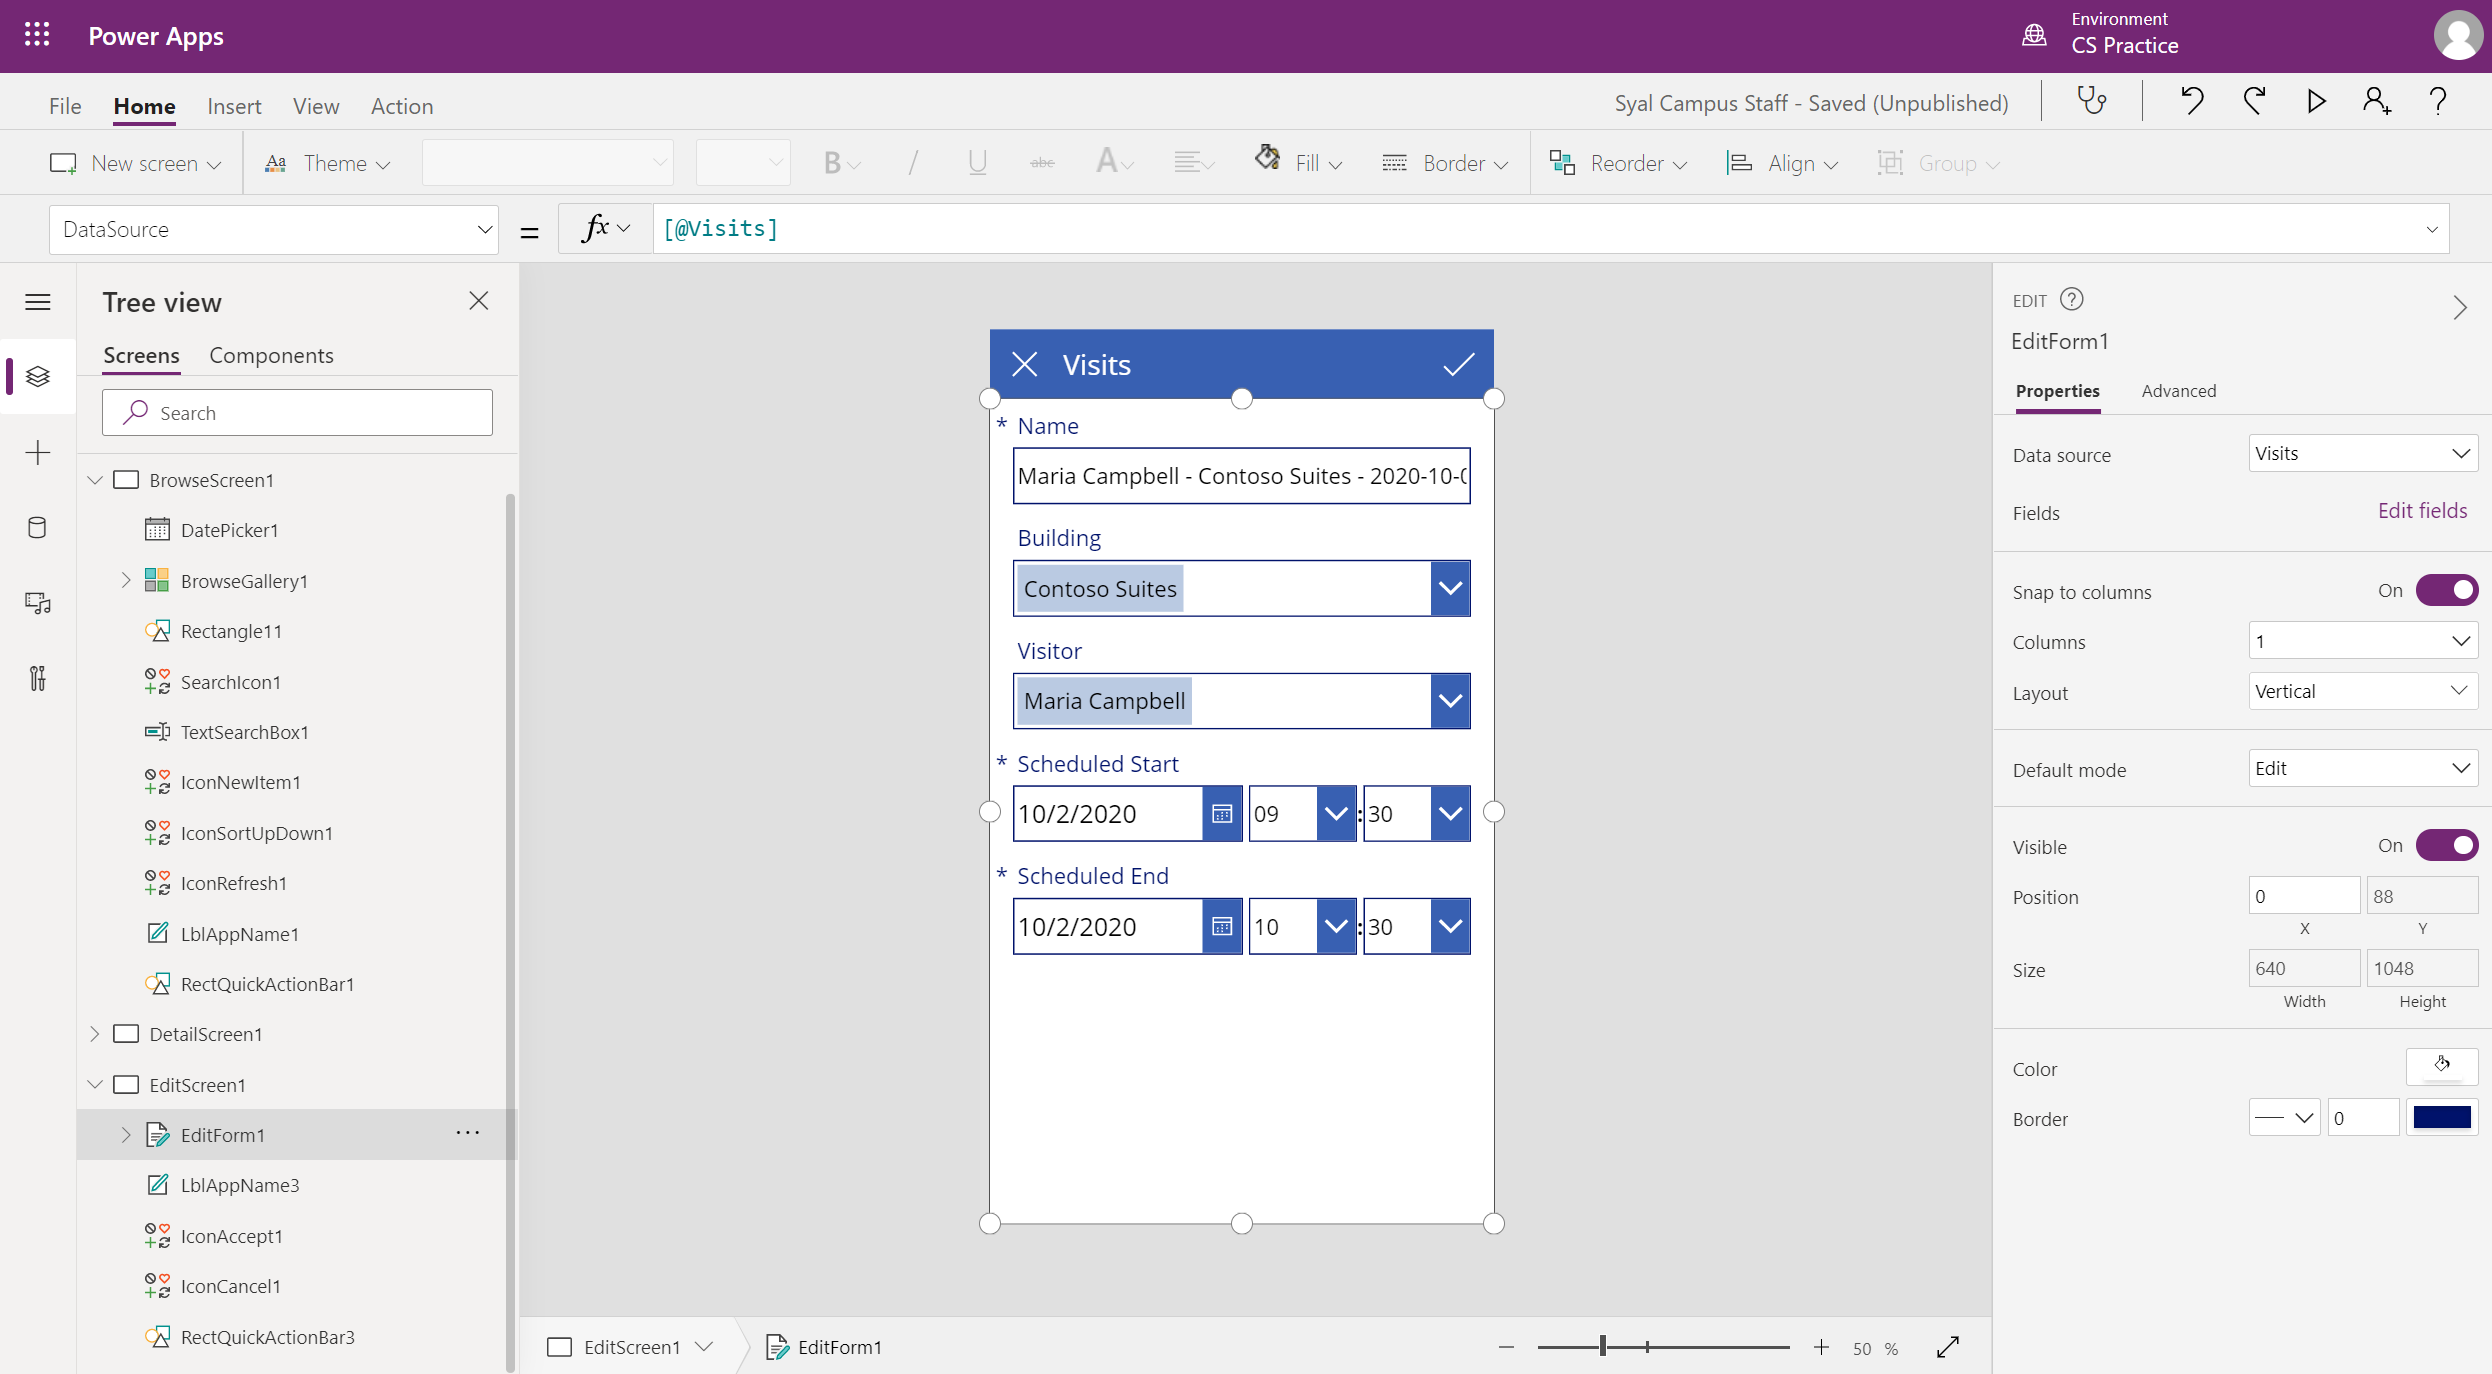 Power Apps
Environment
CS Practice
File Home Insert View Action
Syal Campus Staff - Saved (Unpublished)
New screen Theme B / U abc A Fill Border Reorder Align Group
DataSource = fx [@Visits]
Tree view
Screens Components
Search
BrowseScreen1
DatePicker1
BrowseGallery1
Rectangle11
SearchIcon1
TextSearchBox1
IconNewItem1
IconSortUpDown1
IconRefresh1
LblAppName1
RectQuickActionBar1
DetailScreen1
EditScreen1
EditForm1 ...
LblAppName3
IconAccept1
IconCancel1
RectQuickActionBar3
Visits
* Name
Maria Campbell - Contoso Suites - 2020-10-0
Building
Contoso Suites
Visitor
Maria Campbell
* Scheduled Start
10/2/2020 09 : 30
* Scheduled End
10/2/2020 10 : 30
EditScreen1 EditForm1
50 %
EDIT ?
EditForm1
Properties Advanced
Data source Visits
Fields Edit fields
Snap to columns On
Columns 1
Layout Vertical
Default mode Edit
Visible On
Position 0 88
X Y
Size 640 1048
Width Height
Color
Border 0